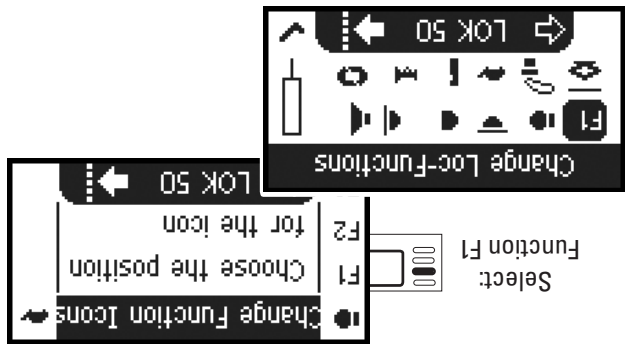 Select:
Function F1
Change Function Icons
F1 Choose the position
F2 for the icon
LOK 50
Change Loc-Functions
F1
LOK 50